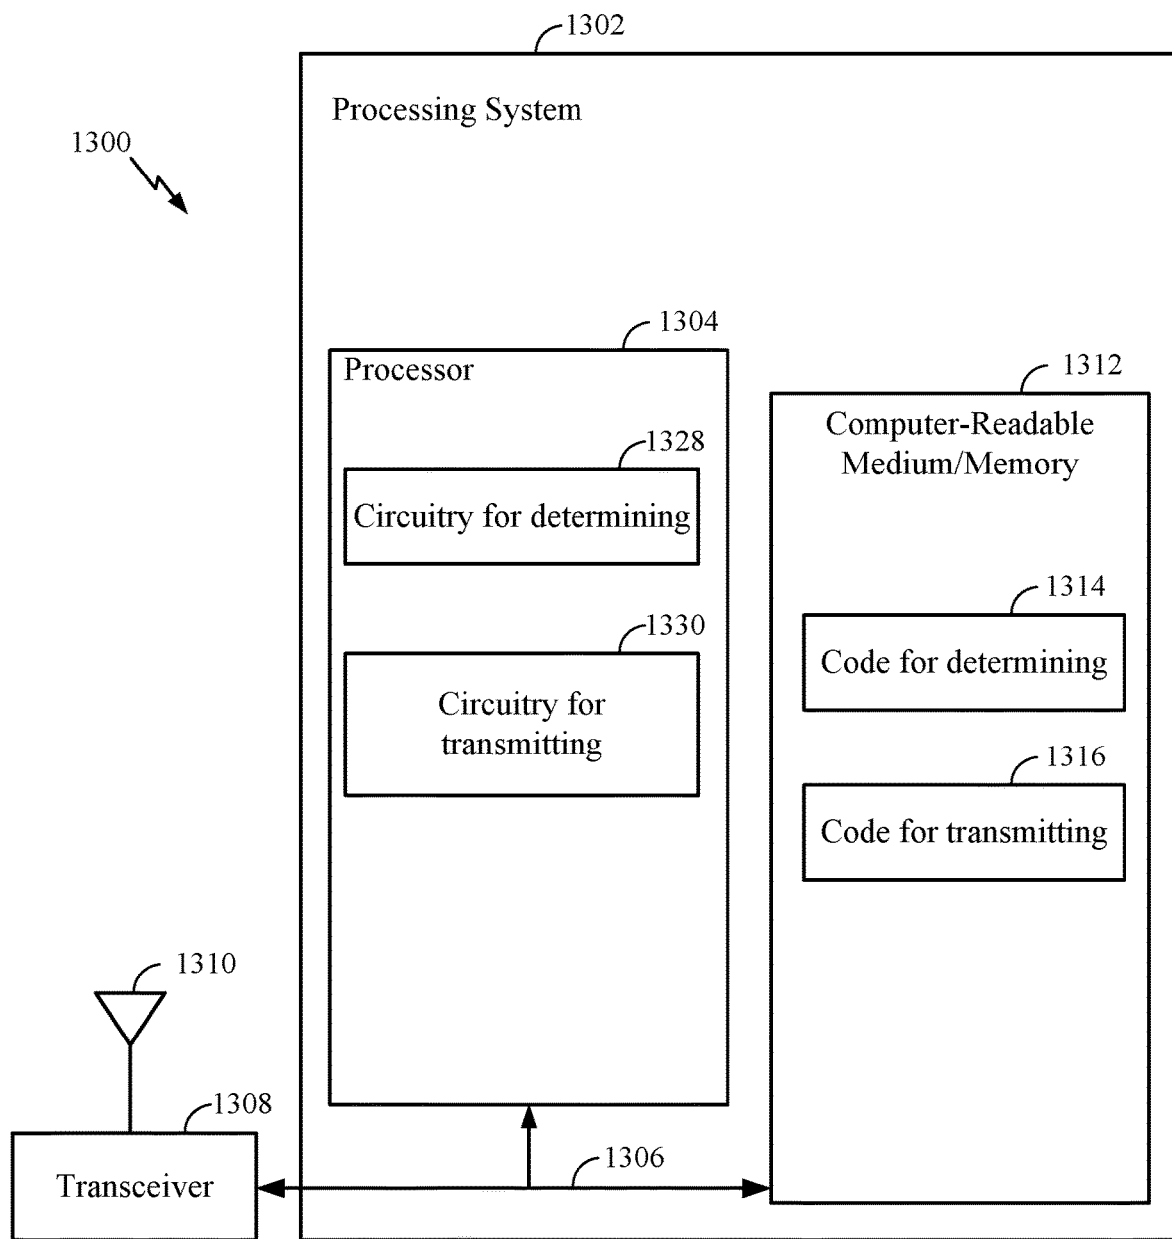 1302
Processing System
1300
1304
Processor
1328
Circuitry for determining
1330
Circuitry for
transmitting
1312
Computer-Readable
Medium/Memory
1314
Code for determining
1316
Code for transmitting
1310
1308
Transceiver
1306